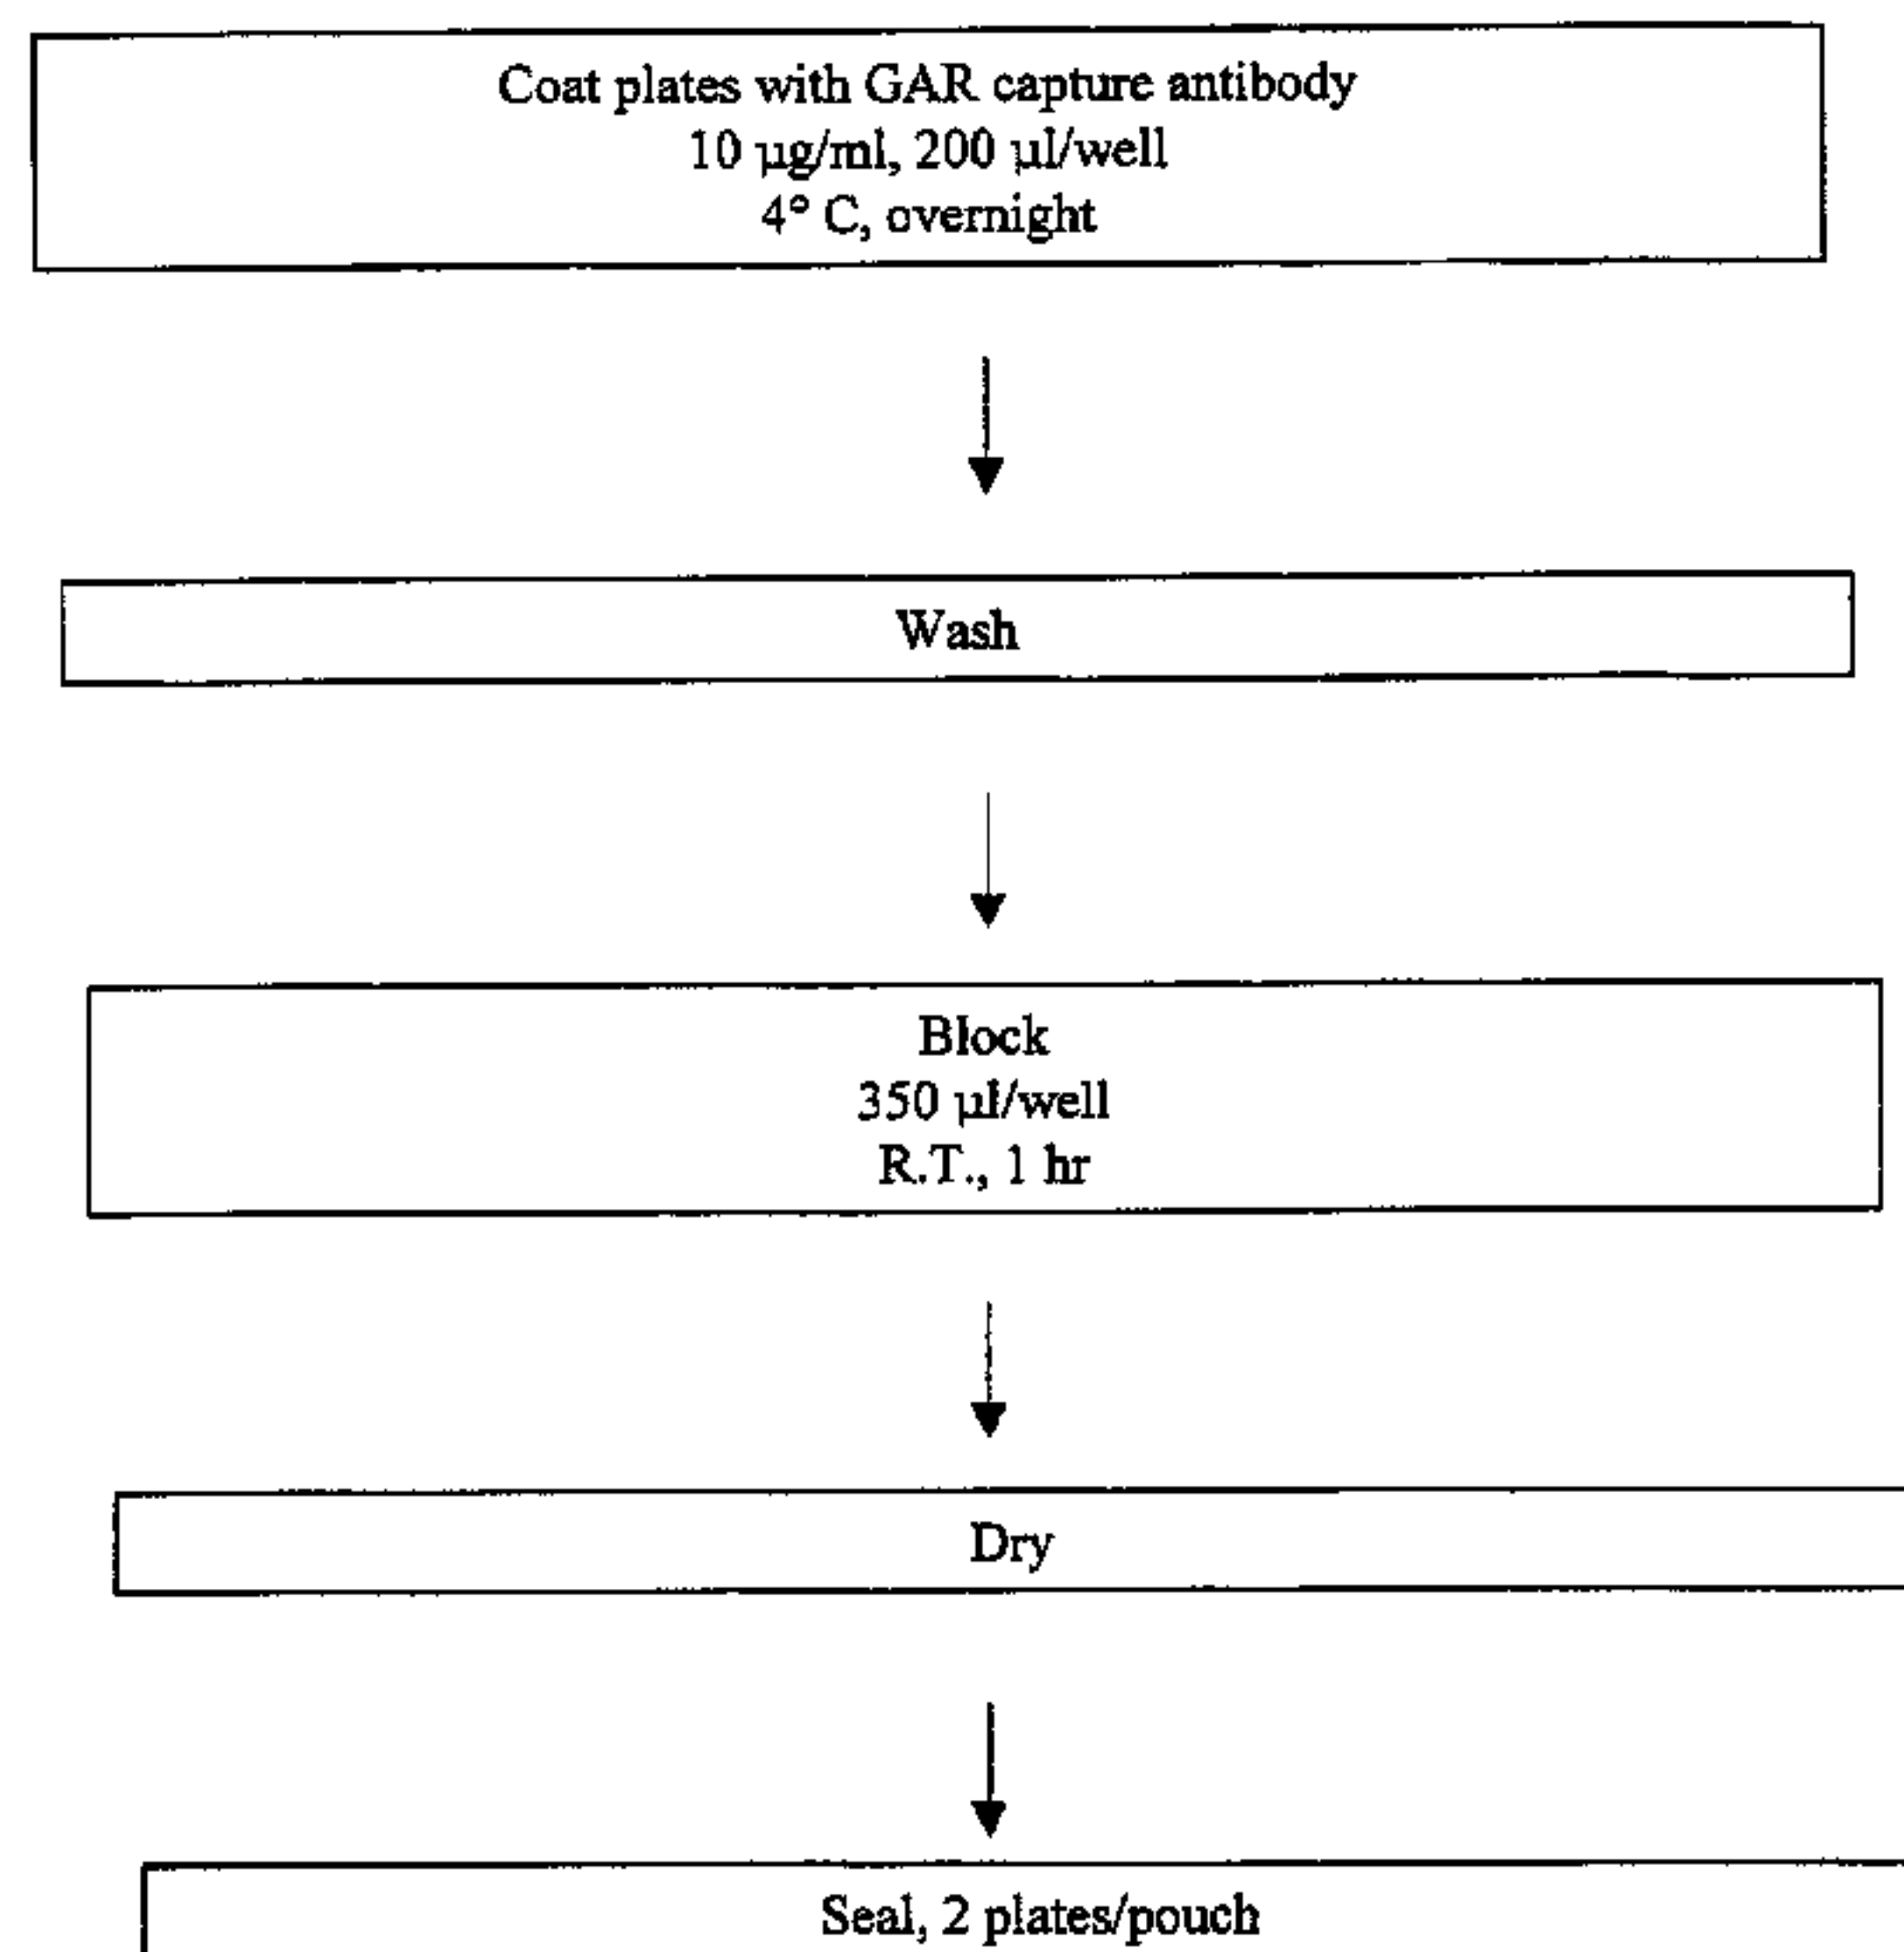 Coat plates with GAR capture antibody
10 µg/ml, 200 µl/well
4° C, overnight
Wash
Block
350 µl/well
R.T., 1 hr
Dry
Seal, 2 plates/pouch